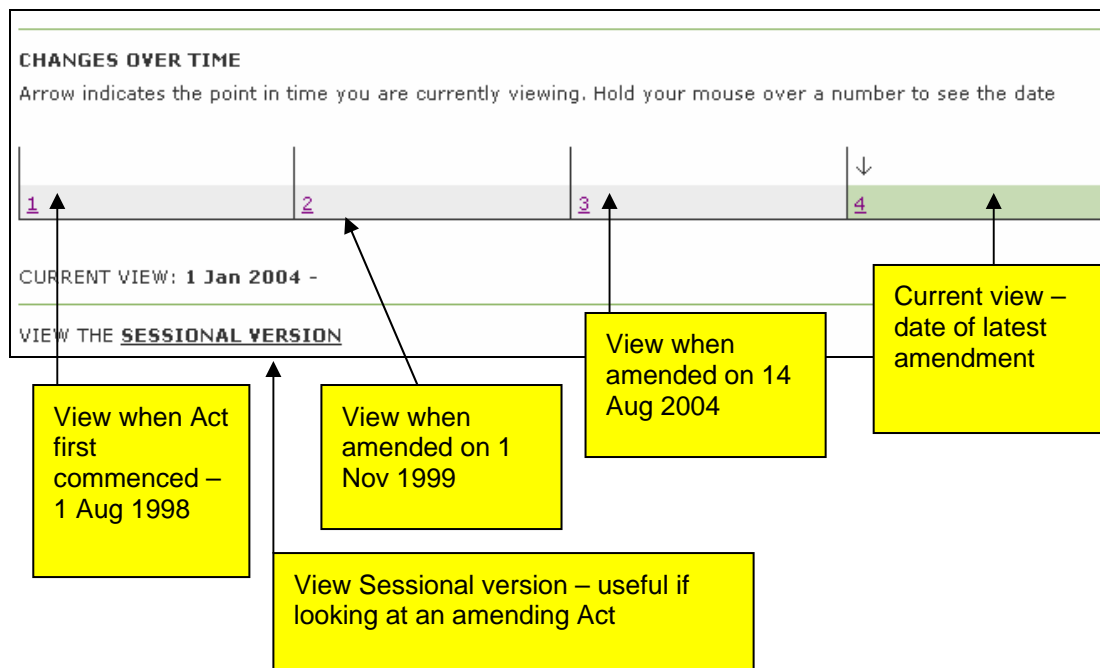 CHANGES OVER TIME
Arrow indicates the point in time you are currently viewing. Hold your mouse over a number to see the date
↓
1
2
3
4
CURRENT VIEW: 1 Jan 2004 -
VIEW THE SESSIONAL VERSION
View when Act
first
commenced –
1 Aug 1998
View when
amended on 1
Nov 1999
View when
amended on 14
Aug 2004
Current view –
date of latest
amendment
View Sessional version – useful if
looking at an amending Act